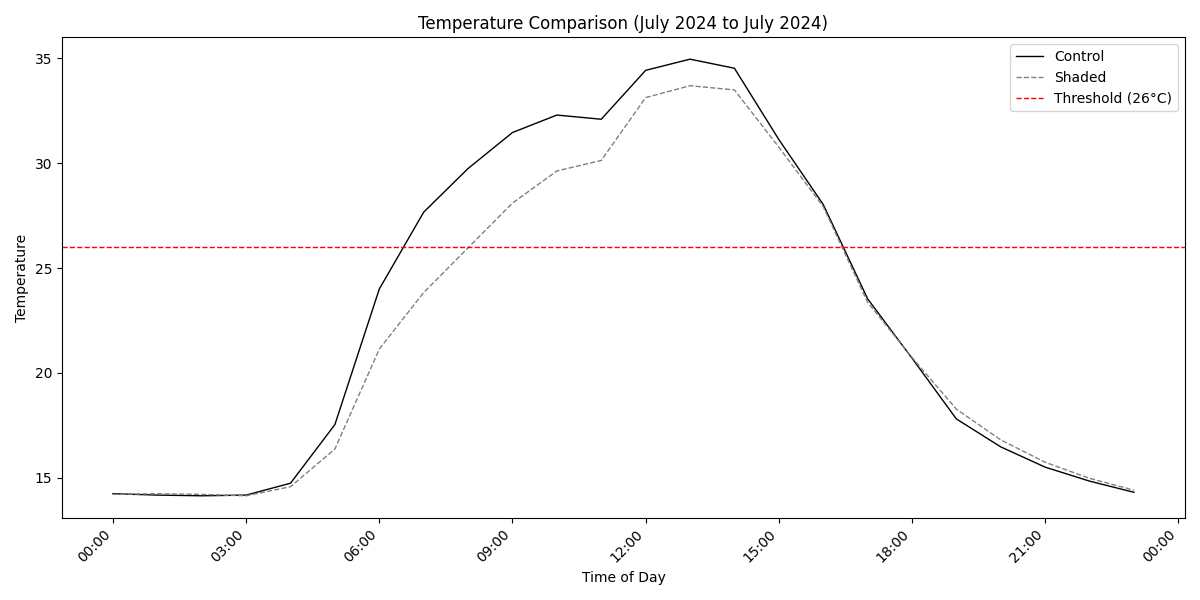 Temperature Comparison (July 2024 to July 2024)
Control
Shaded
Threshold (26°C)
35
30
25
20
15
Temperature
00:00
03:00
06:00
09:00
12:00
15:00
18:00
21:00
00:00
Time of Day